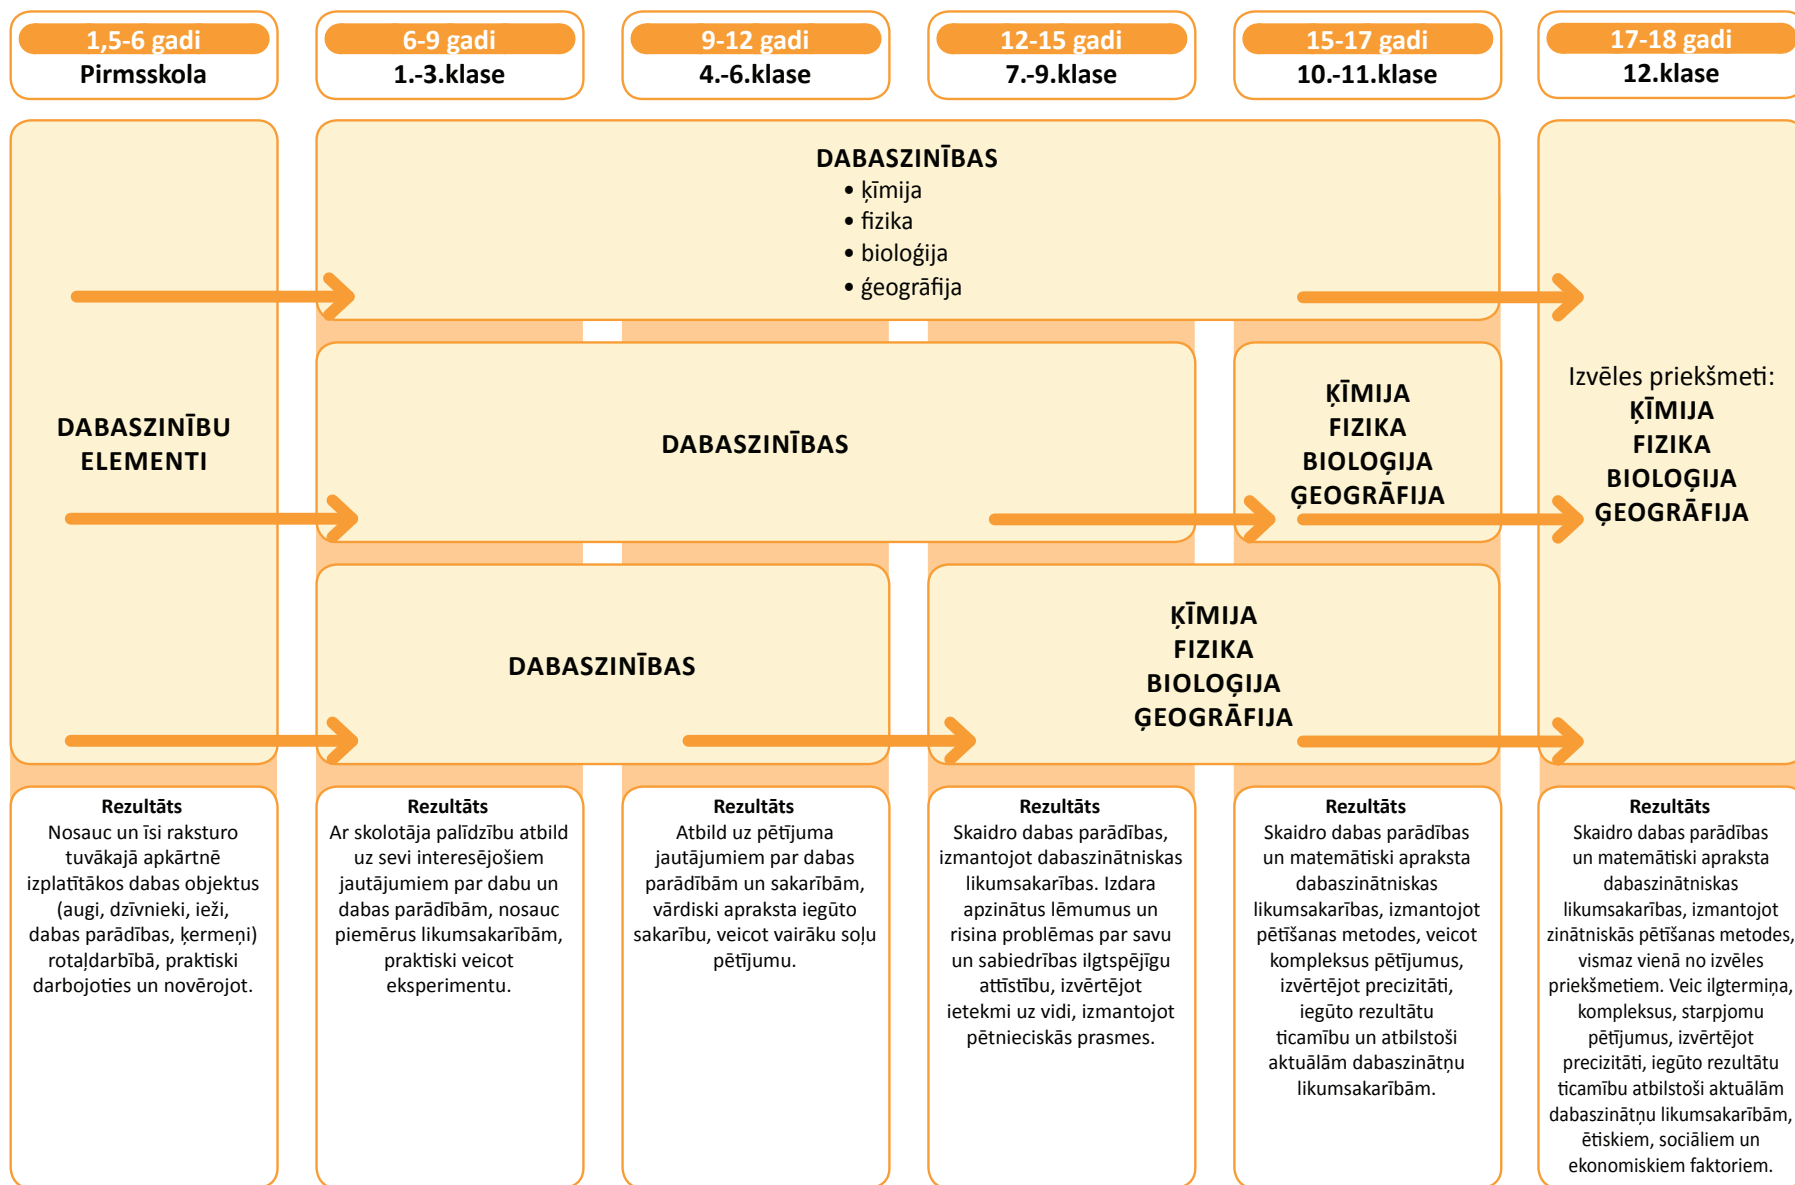 1,5-6 gadi
Pirmsskola
6-9 gadi
1.-3.klase
9-12 gadi
4.-6.klase
12-15 gadi
7.-9.klase
15-17 gadi
10.-11.klase
17-18 gadi
12.klase
DABASZINĪBU
ELEMENTI
DABASZINĪBAS
• ķīmija
• fizika
• bioloģija
• ģeogrāfija
DABASZINĪBAS
ĶĪMIJA
FIZIKA
BIOLOĢIJA
ĢEOGRĀFIJA
DABASZINĪBAS
ĶĪMIJA
FIZIKA
BIOLOĢIJA
ĢEOGRĀFIJA
Izvēles priekšmeti:
ĶĪMIJA
FIZIKA
BIOLOĢIJA
ĢEOGRĀFIJA
Rezultāts
Nosauc un īsi raksturo
tuvākajā apkārtnē
izplatītākos dabas objektus
(augi, dzīvnieki, ieži,
dabas parādības, ķermeņi)
rotaļdarbībā, praktiski
darbojoties un novērojot.
Rezultāts
Ar skolotāja palīdzību atbild
uz sevi interesējošiem
jautājumiem par dabu un
dabas parādībām, nosauc
piemērus likumsakarībām,
praktiski veicot
eksperimentu.
Rezultāts
Atbild uz pētījuma
jautājumiem par dabas
parādībām un sakarībām,
vārdiski apraksta iegūto
sakarību, veicot vairāku soļu
pētījumu.
Rezultāts
Skaidro dabas parādības,
izmantojot dabaszinātniskas
likumsakarības. Izdara
apzinātus lēmumus un
risina problēmas par savu
un sabiedrības ilgtspējīgu
attīstību, izvērtējot
ietekmi uz vidi, izmantojot
pētnieciskās prasmes.
Rezultāts
Skaidro dabas parādības
un matemātiski apraksta
dabaszinātniskas
likumsakarības, izmantojot
pētīšanas metodes, veicot
kompleksus pētījumus,
izvērtējot precizitāti,
iegūto rezultātu
ticamību un atbilstoši
aktuālām dabaszinātņu
likumsakarībām.
Rezultāts
Skaidro dabas parādības
un matemātiski apraksta
dabaszinātniskas
likumsakarības, izmantojot
zinātniskās pētīšanas metodes,
vismaz vienā no izvēles
priekšmetiem. Veic ilgtermiņa,
kompleksus, starpjomu
pētījumus, izvērtējot
precizitāti, iegūto rezultātu
ticamību atbilstoši aktuālām
dabaszinātņu likumsakarībām,
ētiskiem, sociāliem un
ekonomiskiem faktoriem.